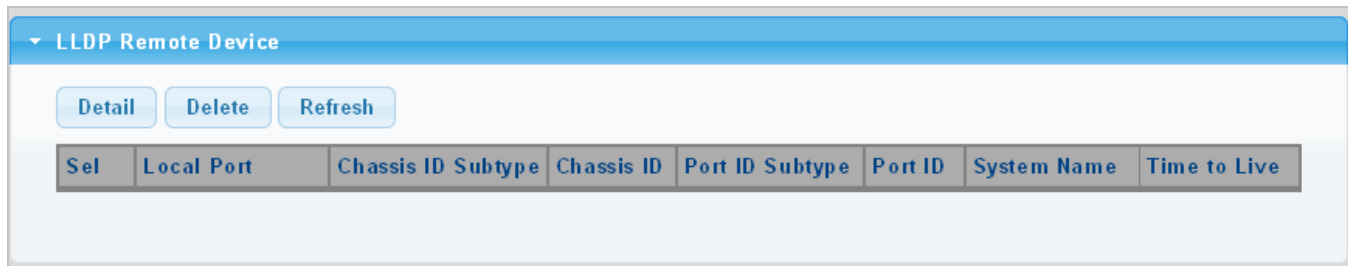 LLDP Remote Device
Detail Delete Refresh
Sel Local Port Chassis ID Subtype Chassis ID Port ID Subtype Port ID System Name Time to Live